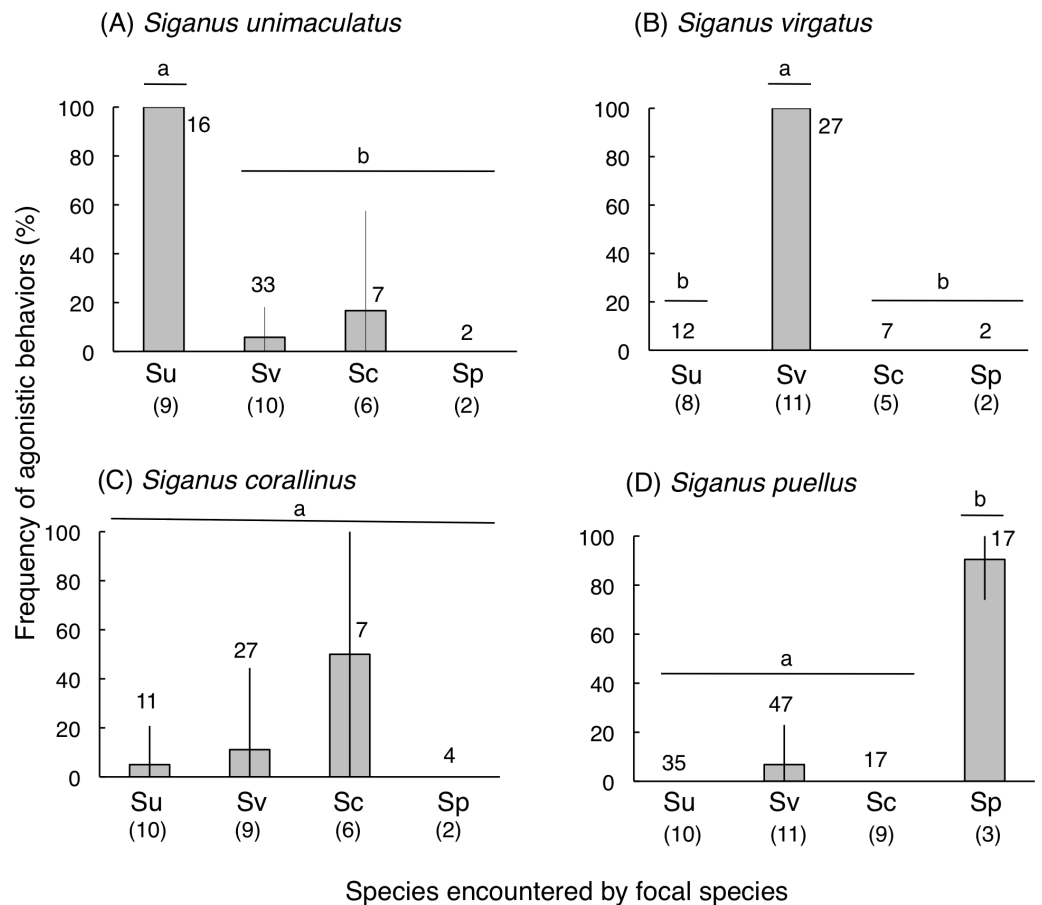 (A) Siganus unimaculatus
a
100
16
80
b
60
40
33
7
20
2
0
Su Sv Sc Sp
(9) (10) (6) (2)
(B) Siganus virgatus
a
100
27
80
60
40
b b
20
12 7 2
0
Su Sv Sc Sp
(8) (11) (5) (2)
Frequency of agonistic behaviors (%)
(C) Siganus corallinus
a
100
80
60
27 7
40
11
20
4
0
Su Sv Sc Sp
(10) (9) (6) (2)
(D) Siganus puellus
b
100
17
80
60
a
40
47
20
35 17
0
Su Sv Sc Sp
(10) (11) (9) (3)
Species encountered by focal species